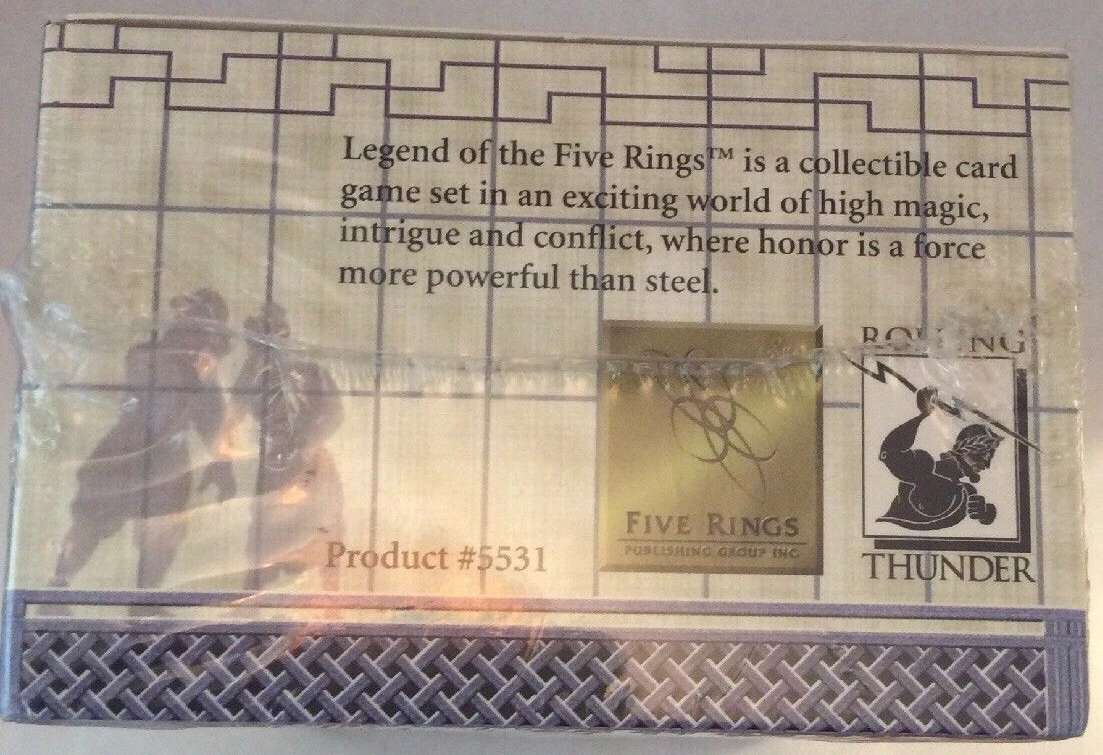 Legend of the Five Rings™ is a collectible card
game set in an exciting world of high magic,
intrigue and conflict, where honor is a force
more powerful than steel.
Product #5531
FIVE RINGS
PUBLISHING GROUP INC.
ROLLING
THUNDER